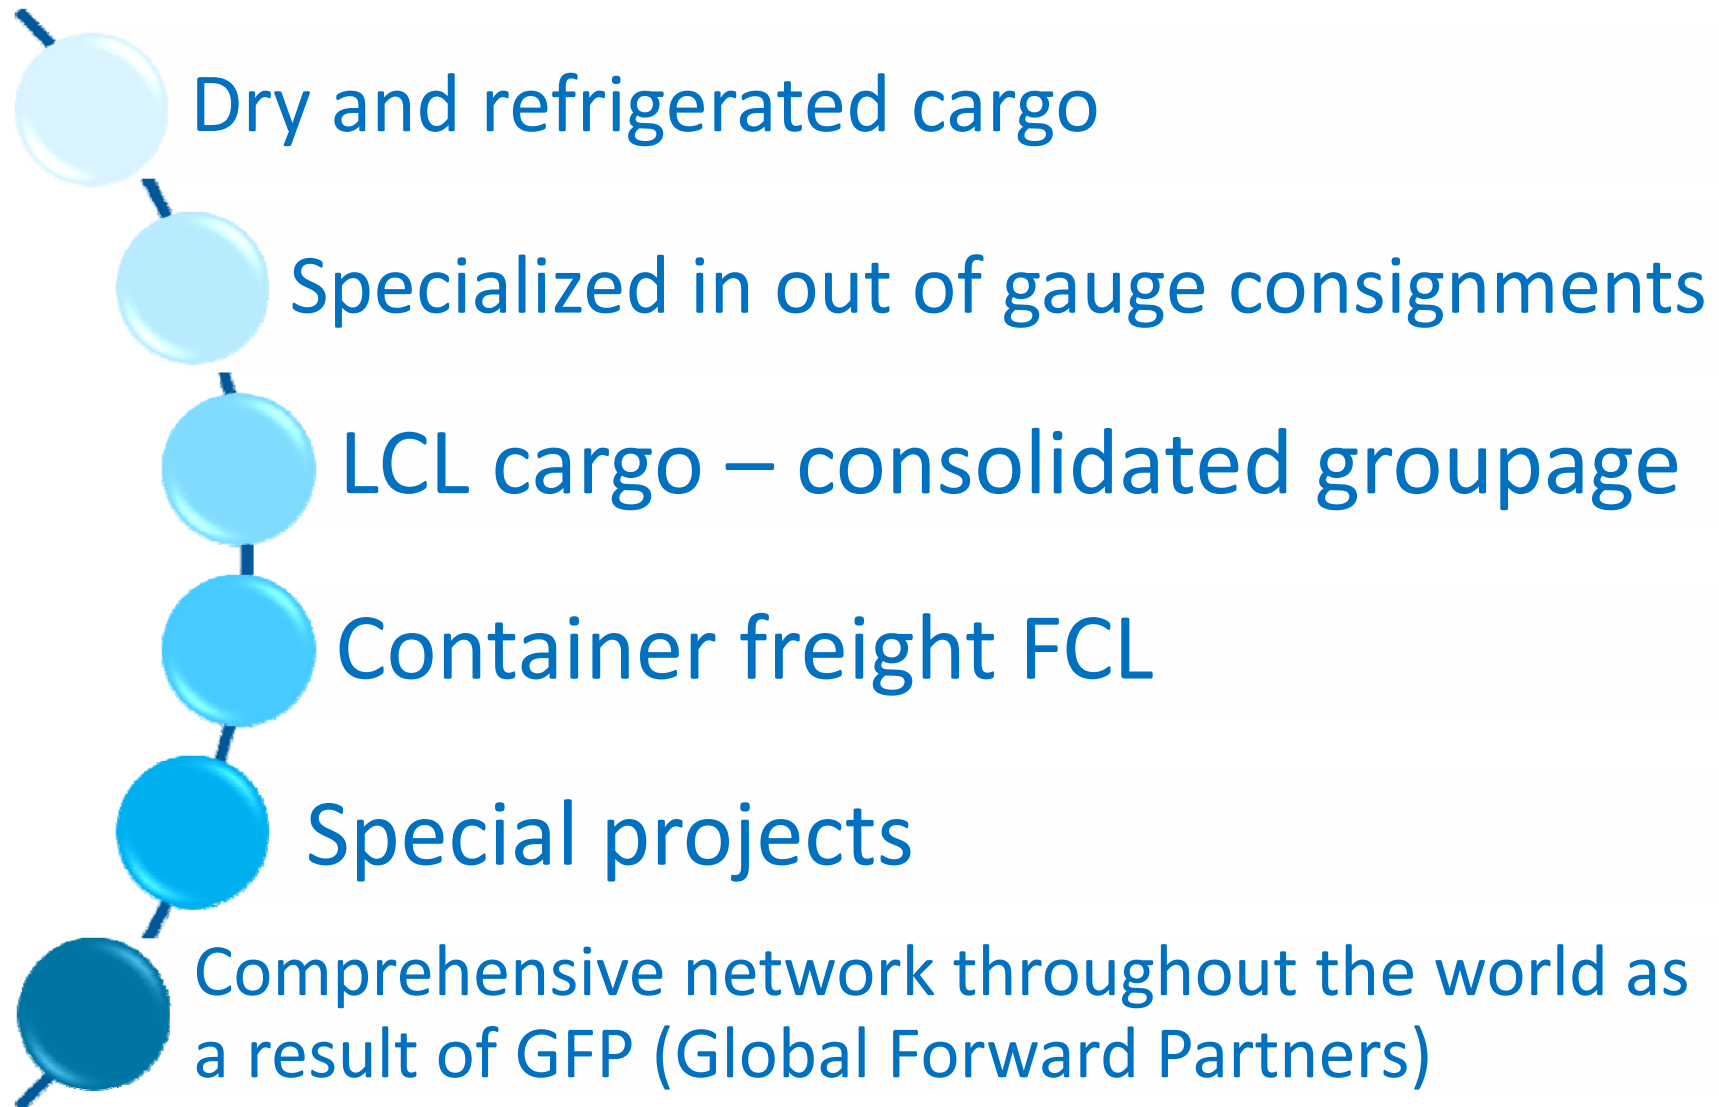 Dry and refrigerated cargo
Specialized in out of gauge consignments
LCL cargo – consolidated groupage
Container freight FCL
Special projects
Comprehensive network throughout the world as
a result of GFP (Global Forward Partners)